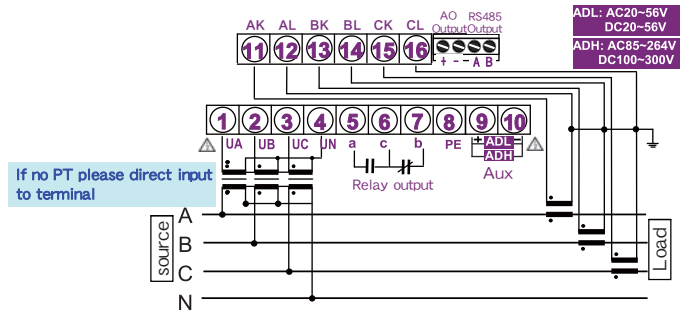 AK AL BK BL CK CL
AO Output RS485 Output
ADL: AC20~56V
DC20~56V
ADH: AC85~264V
DC100~300V
11 12 13 14 15 16
+ - - A B
1 2 3 4 5 6 7 8 9 10
UA UB UC UN a c b PE + ADL -
ADH
Relay output
Aux
If no PT please direct input
to terminal
source
A
B
C
N
Load